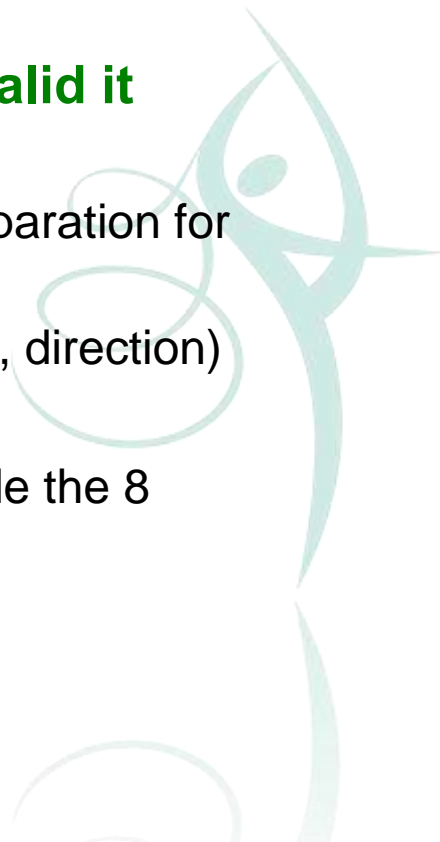 alid it
paration for
, direction)
le the 8